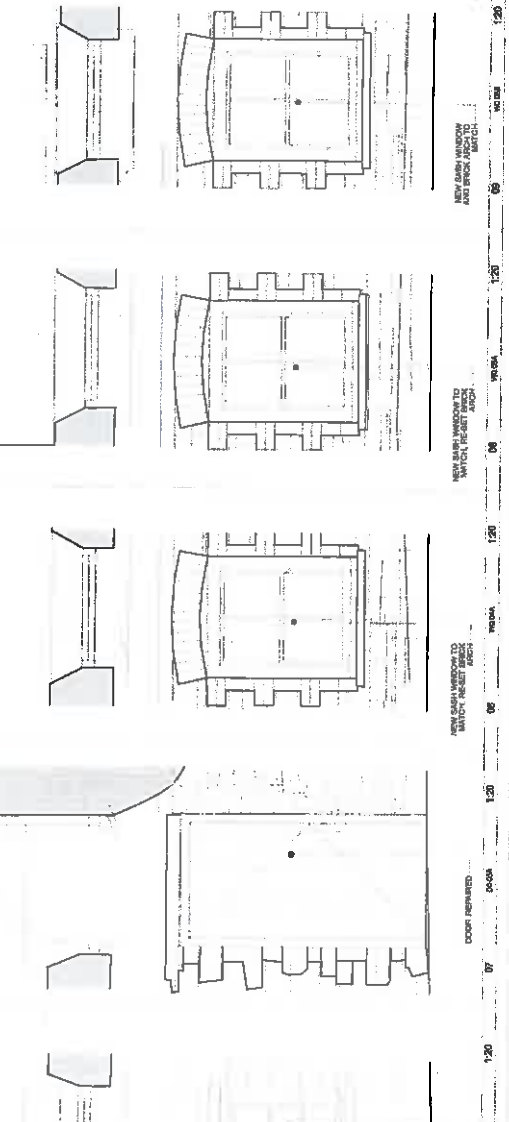 1:20
NEW SASH WINDOW
AND BRICK ARCH TO
MATCH
09
1:20
NEW SASH WINDOW TO
MATCH, RE-SET BRICK
ARCH
1:20
NEW SASH WINDOW TO
MATCH, RE-SET BRICK
ARCH
1:20
DOOR REPAIRED
07
1:20